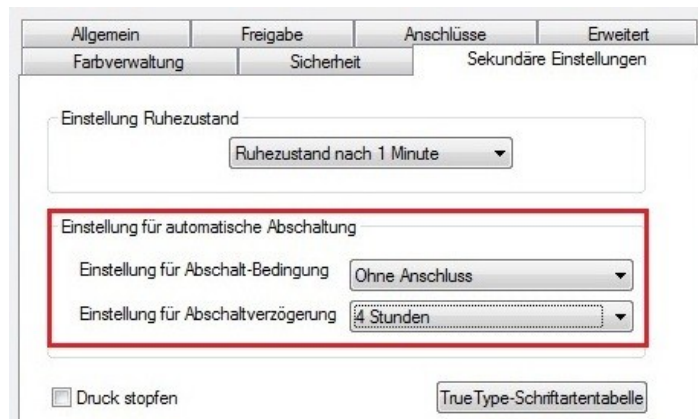 Allgemein Freigabe Anschlüsse Erweitert
Farbverwaltung Sicherheit Sekundäre Einstellungen
Einstellung Ruhezustand
Ruhezustand nach 1 Minute
Einstellung für automatische Abschaltung
Einstellung für Abschalt-Bedingung Ohne Anschluss
Einstellung für Abschaltverzögerung 4 Stunden
Druck stopfen TrueType-Schriftartentabelle